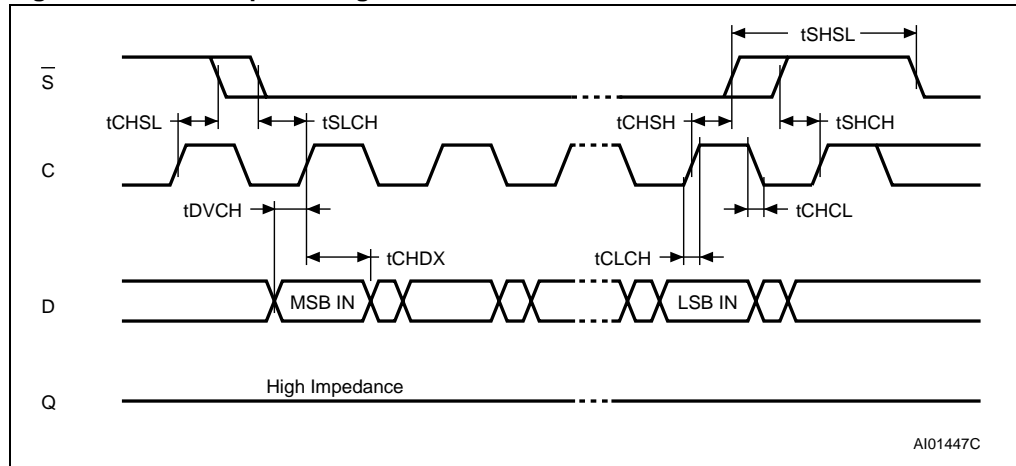 tSHSL
S
tCHSL
tSLCH
tCHSH
tSHCH
C
tDVCH
tCHCL
tCHDX
tCLCH
D
MSB IN
LSB IN
High Impedance
Q
AI01447C